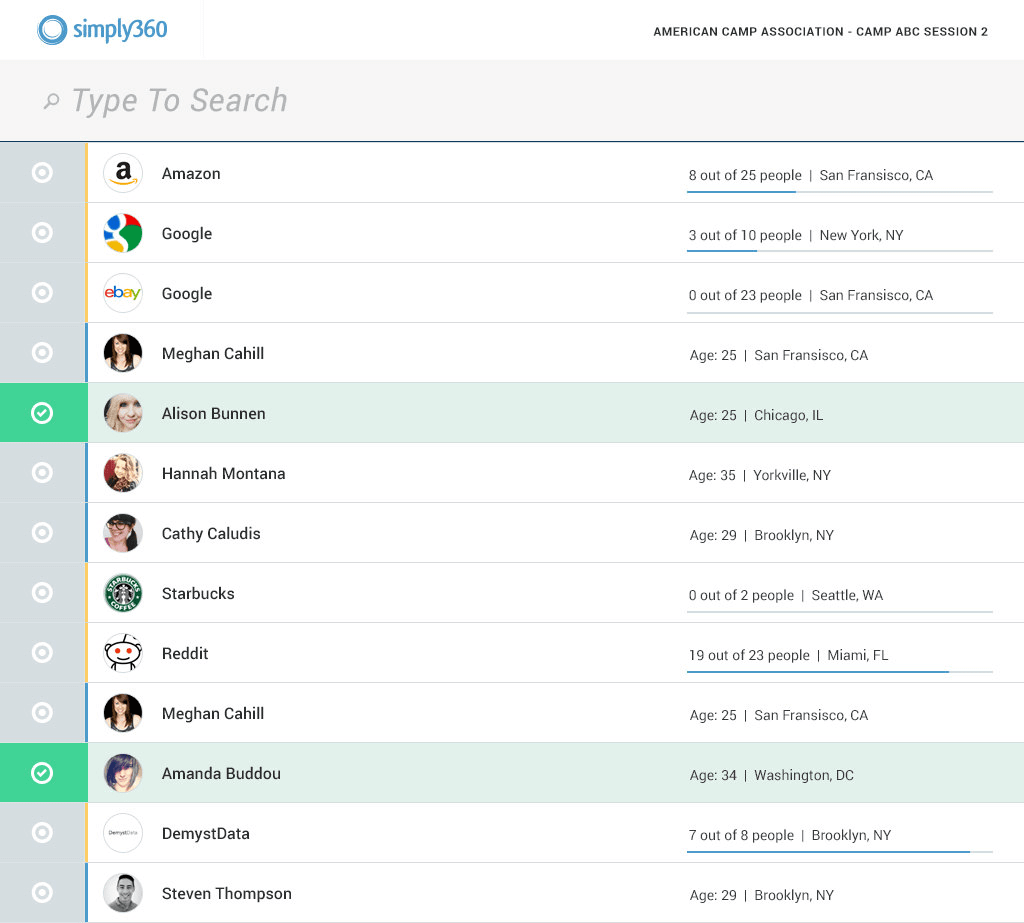 simply360
AMERICAN CAMP ASSOCIATION - CAMP ABC SESSION 2
Type To Search
a
Amazon
8 out of 25 people | San Fransisco, CA
Google
3 out of 10 people | New York, NY
ebay
Google
0 out of 23 people | San Fransisco, CA
Meghan Cahill
Age: 25 | San Fransisco, CA
Alison Bunnen
Age: 25 | Chicago, IL
Hannah Montana
Age: 35 | Yorkville, NY
Cathy Caludis
Age: 29 | Brooklyn, NY
STARBUCKS
COFFEE
Starbucks
0 out of 2 people | Seattle, WA
Reddit
19 out of 23 people | Miami, FL
Meghan Cahill
Age: 25 | San Fransisco, CA
Amanda Buddou
Age: 34 | Washington, DC
DemystData
DemystData
7 out of 8 people | Brooklyn, NY
Steven Thompson
Age: 29 | Brooklyn, NY